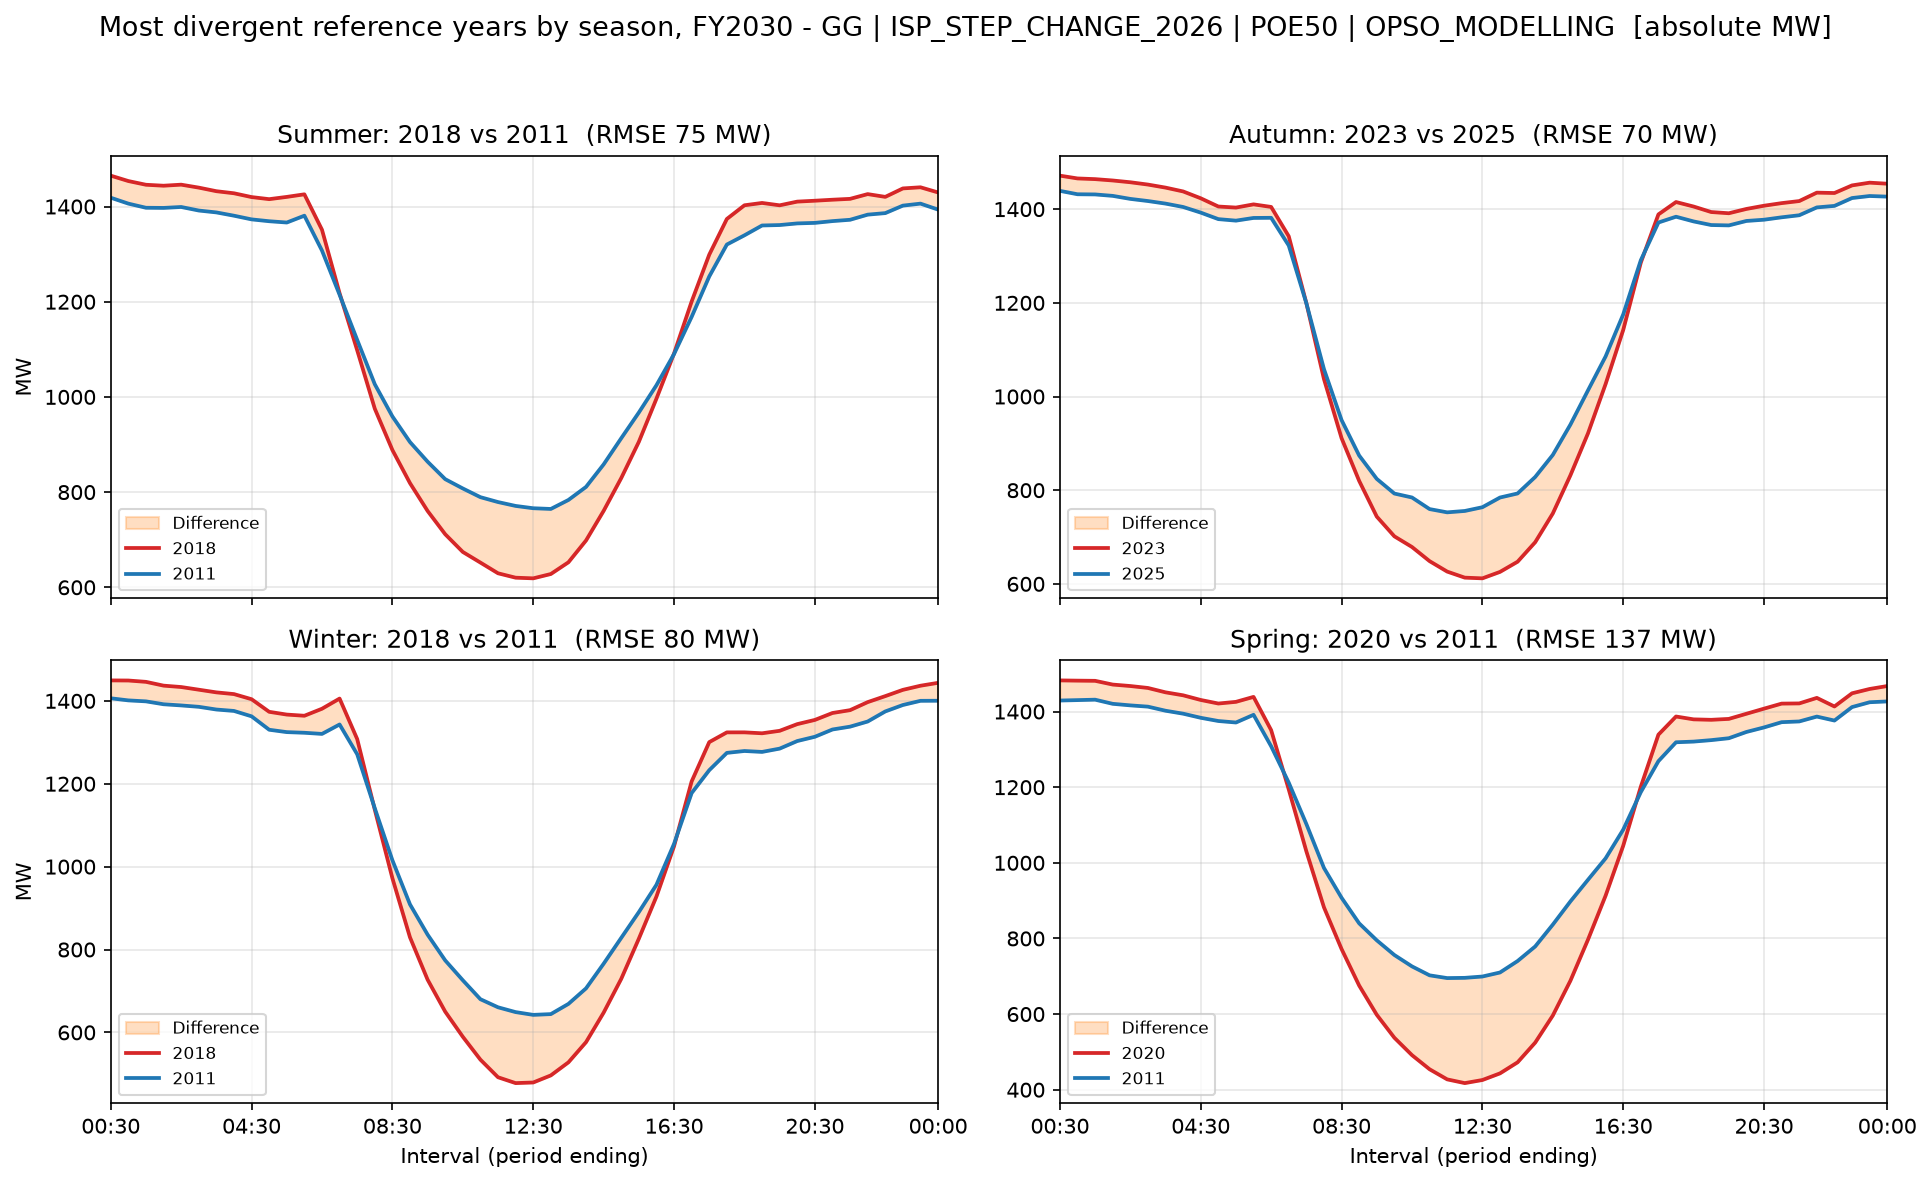 Most divergent reference years by season, FY2030 - GG | ISP_STEP_CHANGE_2026 | POE50 | OPSO_MODELLING  [absolute MW]
Summer: 2018 vs 2011  (RMSE 75 MW)
MW
1400
1200
1000
800
600
Difference
2018
2011
Autumn: 2023 vs 2025  (RMSE 70 MW)
1400
1200
1000
800
600
Difference
2023
2025
Winter: 2018 vs 2011  (RMSE 80 MW)
MW
1400
1200
1000
800
600
Difference
2018
2011
00:30 04:30 08:30 12:30 16:30 20:30 00:00
Interval (period ending)
Spring: 2020 vs 2011  (RMSE 137 MW)
1400
1200
1000
800
600
400
Difference
2020
2011
00:30 04:30 08:30 12:30 16:30 20:30 00:00
Interval (period ending)